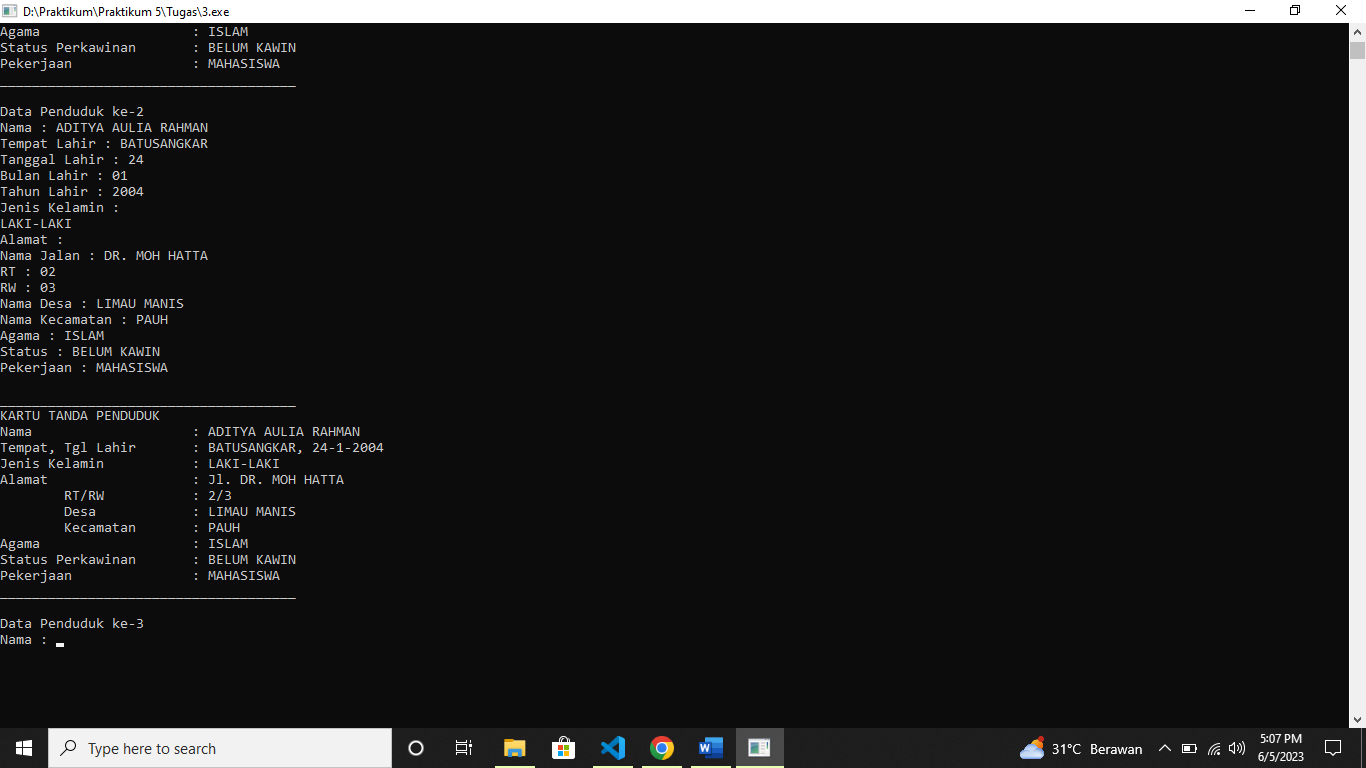 D:\Praktikum\Praktikum 5\Tugas\3.exe
Agama : ISLAM
Status Perkawinan : BELUM KAWIN
Pekerjaan : MAHASISWA
_____________________________________
Data Penduduk ke-2
Nama : ADITYA AULIA RAHMAN
Tempat Lahir : BATUSANGKAR
Tanggal Lahir : 24
Bulan Lahir : 01
Tahun Lahir : 2004
Jenis Kelamin :
LAKI-LAKI
Alamat :
Nama Jalan : DR. MOH HATTA
RT : 02
RW : 03
Nama Desa : LIMAU MANIS
Nama Kecamatan : PAUH
Agama : ISLAM
Status : BELUM KAWIN
Pekerjaan : MAHASISWA
_____________________________________
KARTU TANDA PENDUDUK
Nama : ADITYA AULIA RAHMAN
Tempat, Tgl Lahir : BATUSANGKAR, 24-1-2004
Jenis Kelamin : LAKI-LAKI
Alamat : Jl. DR. MOH HATTA
RT/RW : 2/3
Desa : LIMAU MANIS
Kecamatan : PAUH
Agama : ISLAM
Status Perkawinan : BELUM KAWIN
Pekerjaan : MAHASISWA
_____________________________________
Data Penduduk ke-3
Nama :
Type here to search
31°C Berawan
5:07 PM
6/5/2023